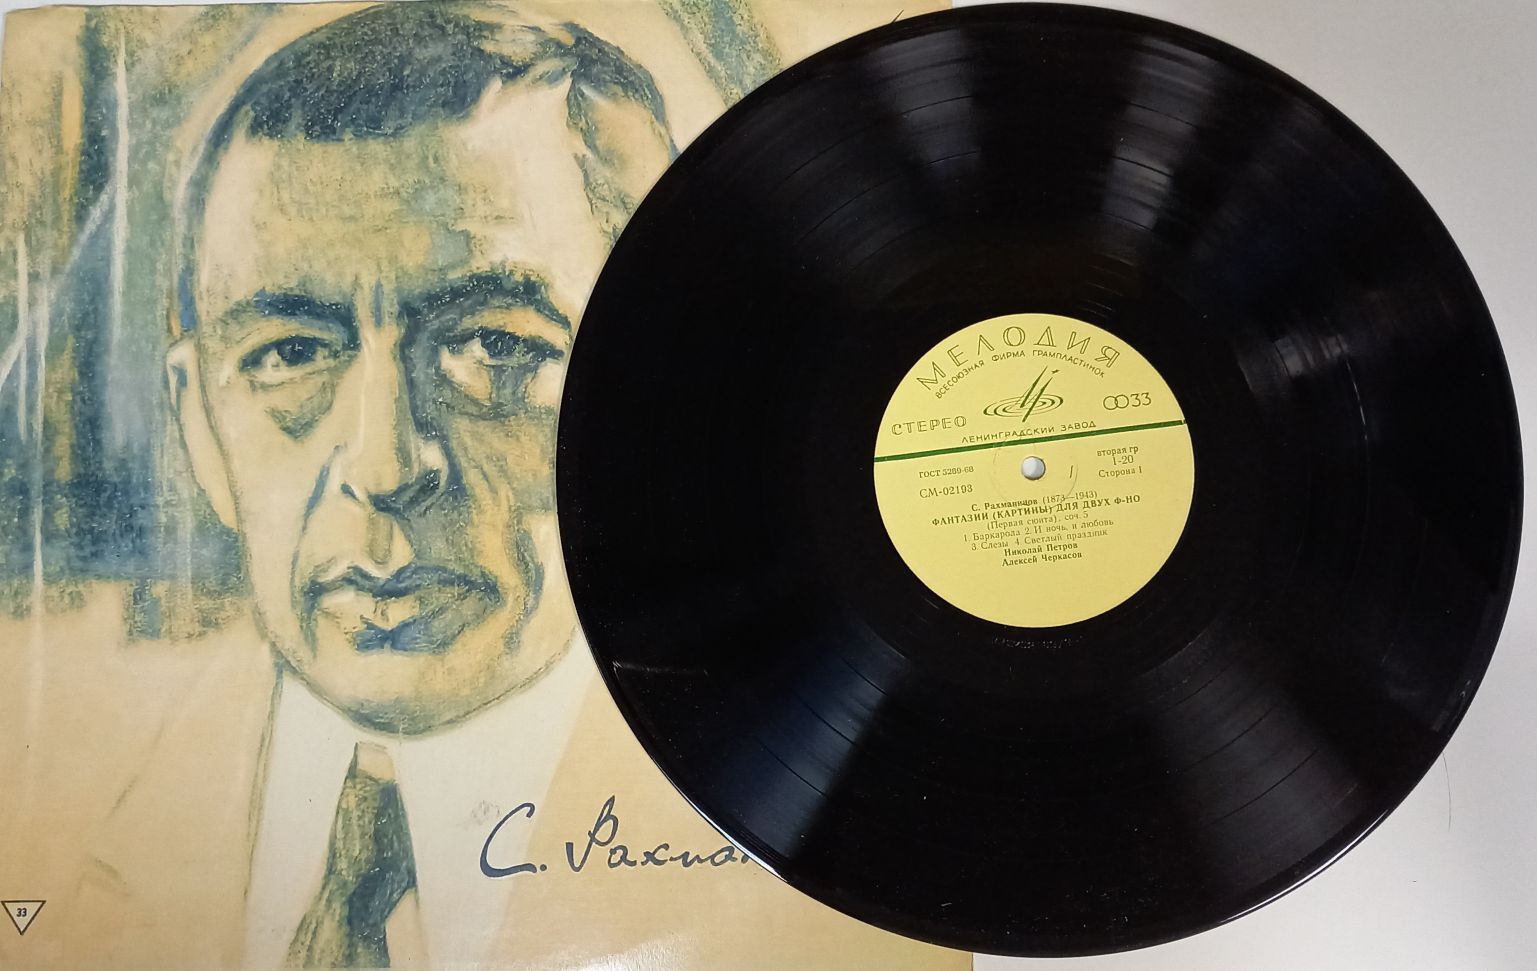 МЕЛОДИЯ
ВСЕСОЮЗНАЯ ФИРМА ГРАМПЛАСТИНОК
СТЕРЕО
33
ЛЕНИНГРАДСКИЙ ЗАВОД
ГОСТ 5289-68
вторая гр
1-20
СМ-02193
Сторона 1
С. Рахманинов (1873—1943)
ФАНТАЗИИ (КАРТИНЫ) ДЛЯ ДВУХ Ф-НО
(Первая сюита), соч. 5
1. Баркарола 2. И ночь, и любовь
3. Слезы 4. Светлый праздник
Николай Петров
Алексей Черкасов
С. Рахман
33